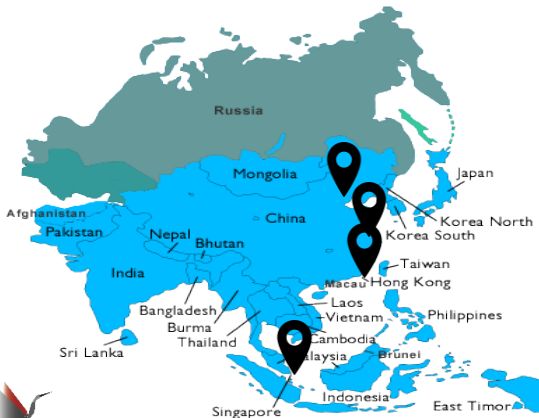 Russia
Mongolia
Japan
Afghanistan
China
Korea North
Pakistan
Nepal
Korea South
Bhutan
Taiwan
India
Macau
Hong Kong
Bangladesh
Laos
Burma
Vietnam
Philippines
Thailand
Cambodia
Sri Lanka
alaysia
Brunei
Indonesia
East Timor
Singapore